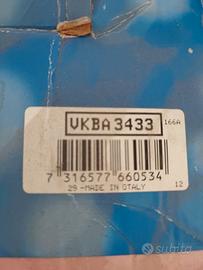 VKBA 3433 166A
7 316577 660534
29 -MADE IN ITALY 12
subito